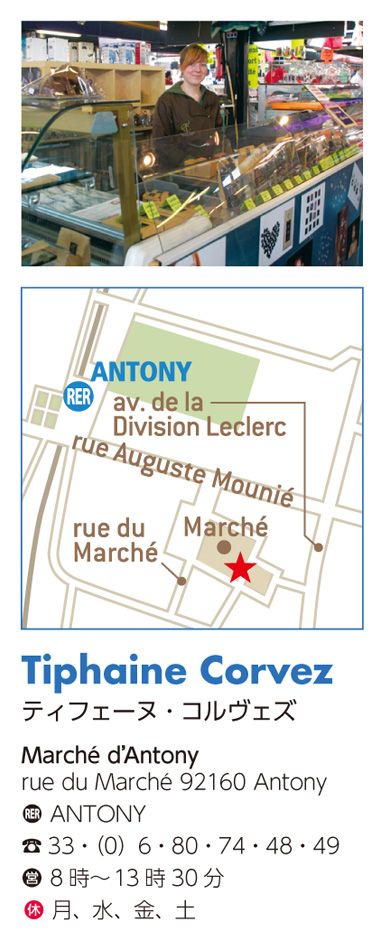 RER
ANTONY
av. de la
Division Leclerc
rue Auguste Mounié
rue du
Marché
Marché
Tiphaine Corvez
ティフェーヌ・コルヴェズ
Marché d'Antony
rue du Marché 92160 Antony
RER ANTONY
☎ 33・(0) 6・80・74・48・49
営 8時〜13時30分
休 月、水、金、土